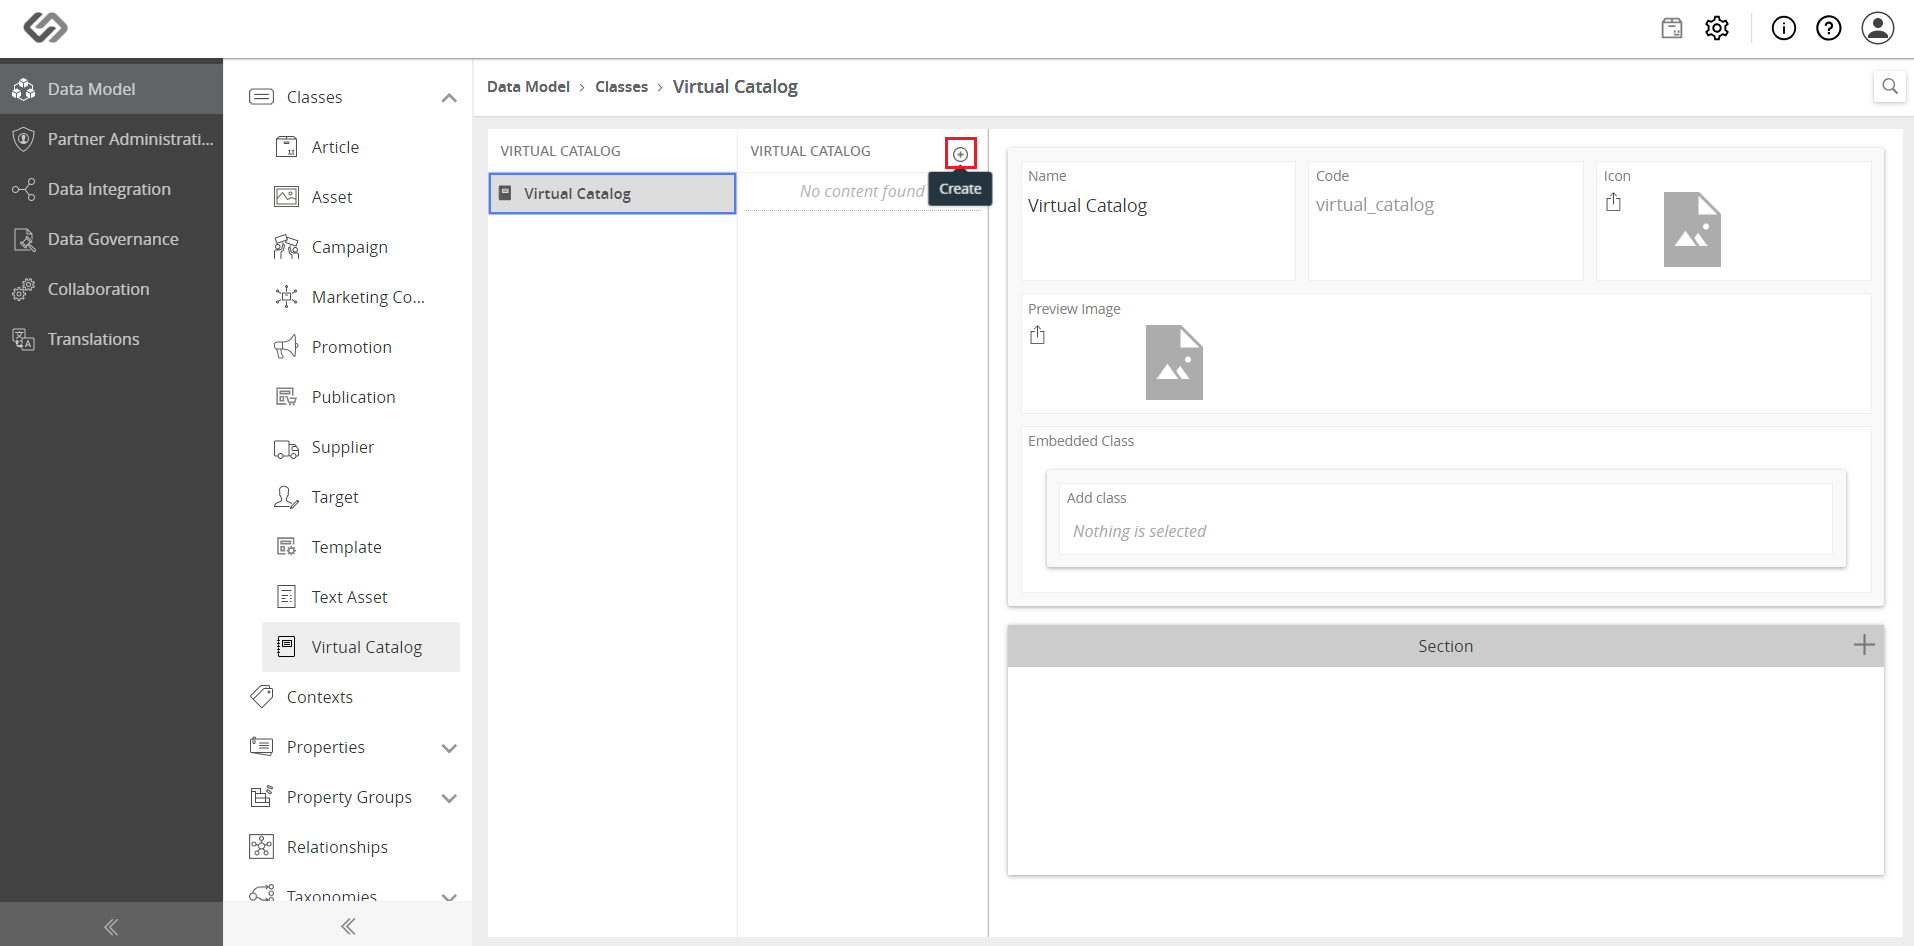 Data Model
Partner Administrati...
Data Integration
Data Governance
Collaboration
Translations
Classes
Article
Asset
Campaign
Marketing Co...
Promotion
Publication
Supplier
Target
Template
Text Asset
Virtual Catalog
Contexts
Properties
Property Groups
Relationships
Taxonomies
Data Model > Classes > Virtual Catalog
VIRTUAL CATALOG
Virtual Catalog
VIRTUAL CATALOG
No content found
Create
Name
Virtual Catalog
Code
virtual_catalog
Icon
Preview Image
Embedded Class
Add class
Nothing is selected
Section